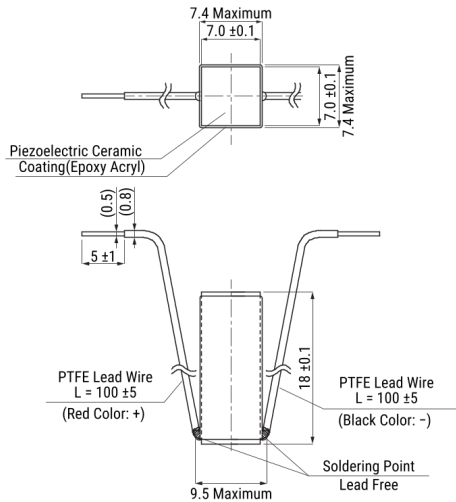 7.4 Maximum
7.0 ±0.1
7.0 ±0.1
7.4 Maximum
Piezoelectric Ceramic
Coating(Epoxy Acryl)
(0.5)
(0.8)
5 ±1
18 ±0.1
PTFE Lead Wire
L = 100 ±5
(Red Color: +)
PTFE Lead Wire
L = 100 ±5
(Black Color: −)
Soldering Point
Lead Free
9.5 Maximum